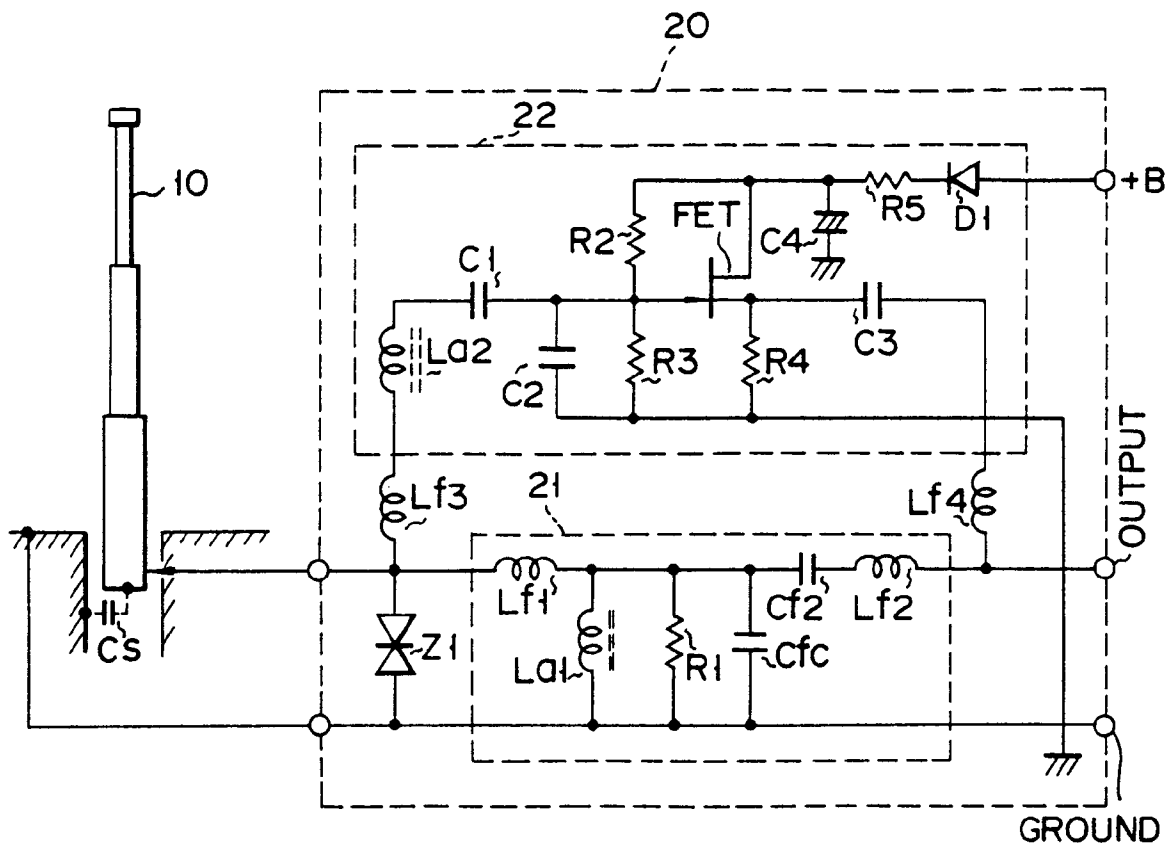 20
22
10
+B
R5
D1
FET
R2
C4
C1
La2
C2
R3
R4
C3
OUTPUT
Lf3
21
Lf4
Lf1
Cf2
Lf2
Cs
Z1
La1
R1
Cfc
GROUND